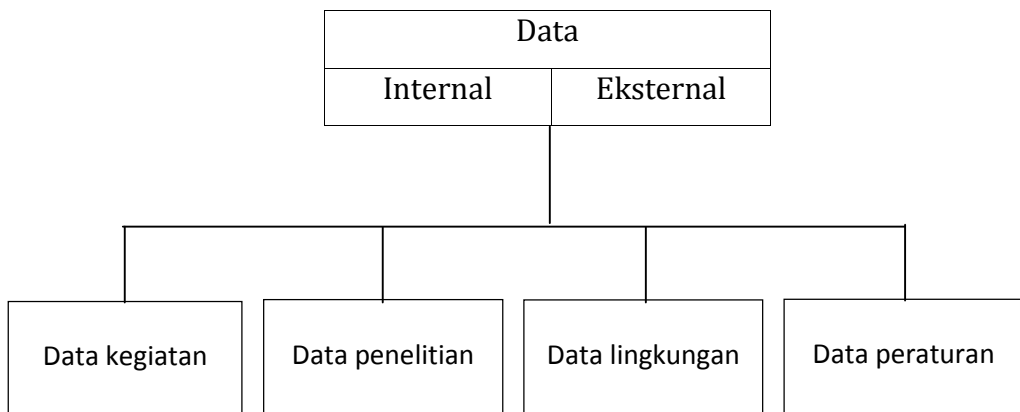 Data
Internal Eksternal
Data kegiatan Data penelitian Data lingkungan Data peraturan